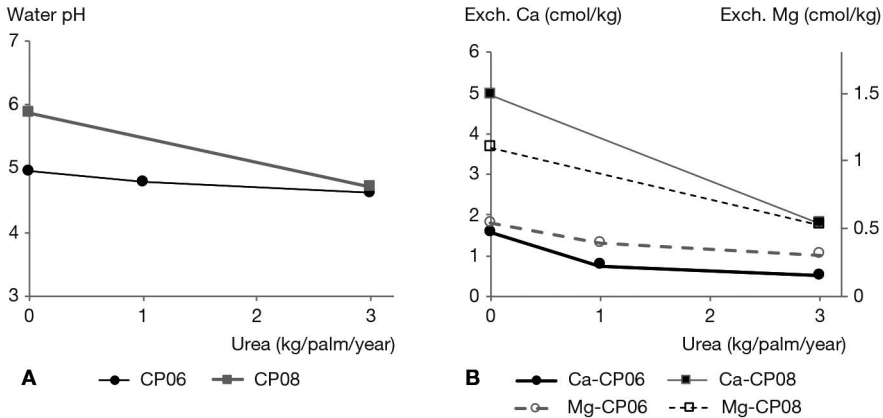 Water pH
7
6
5
4
3
0 1 2 3
Urea (kg/palm/year)
A
CP06 CP08
Exch. Ca (cmol/kg) Exch. Mg (cmol/kg)
6
5
4
3
2
1
0
1.5
1
0.5
0
0 1 2 3
Urea (kg/palm/year)
B
Ca-CP06 Ca-CP08
Mg-CP06 Mg-CP08